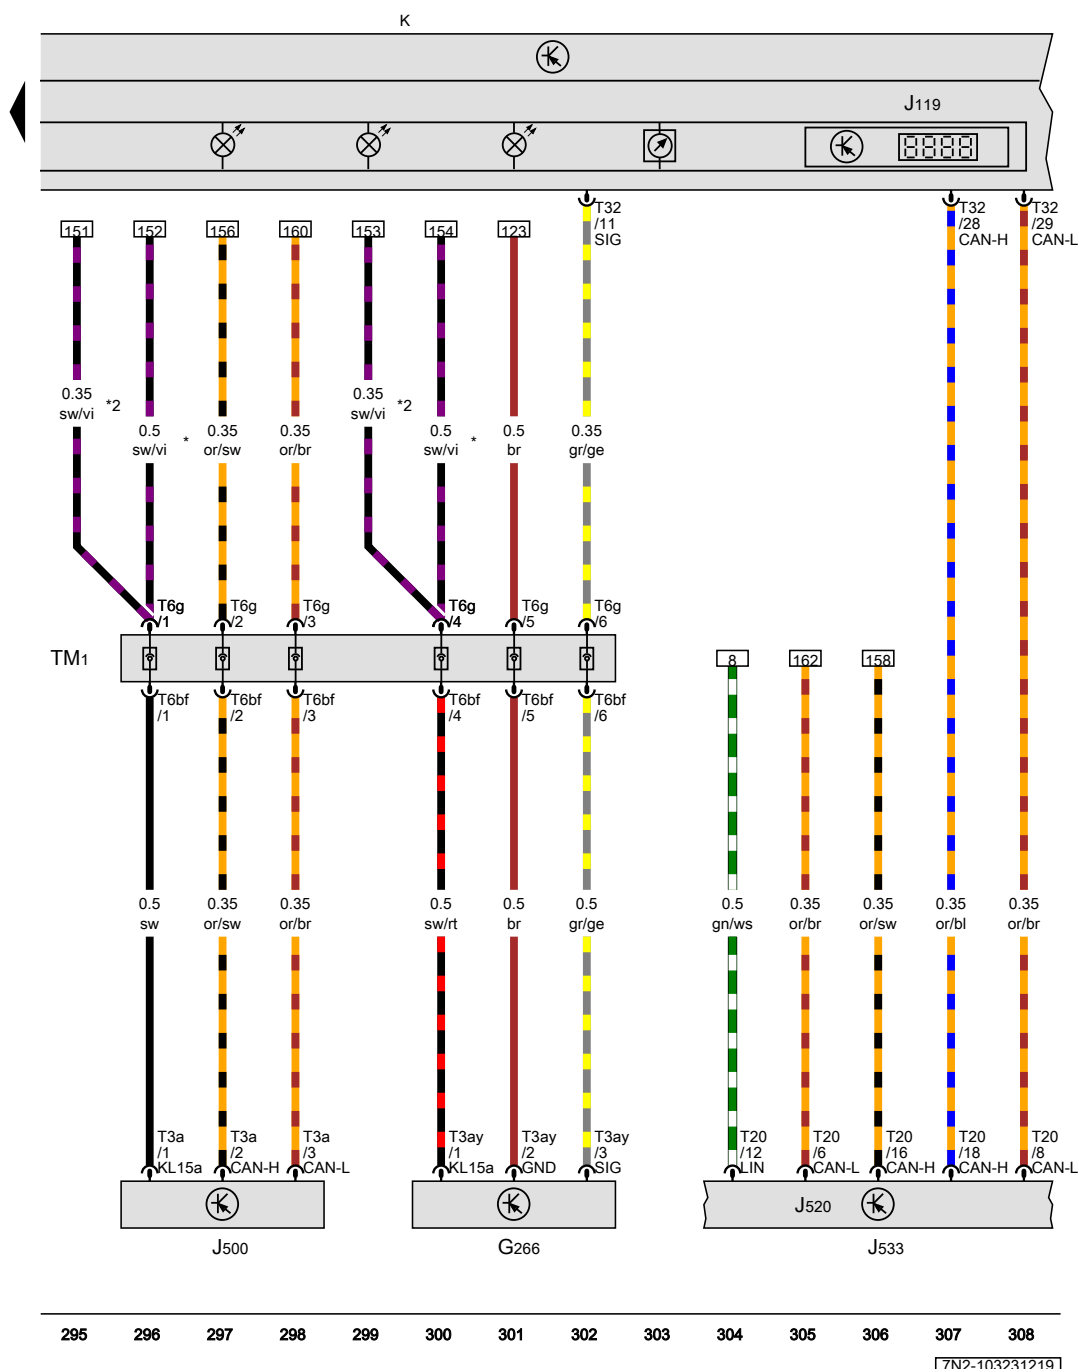 K
J119
T32 T32 T32
/11 /28 /29
SIG CAN-H CAN-L
151 152 156 160 153 154 123
0.35 *2 0.35 *2
sw/vi sw/vi
0.5 * 0.35 0.35 0.5 * 0.5 0.35
sw/vi or/sw or/br sw/vi br gr/ge
T6g T6g T6g T6g T6g T6g
/1 /2 /3 /4 /5 /6
TM1
8 162 158
T6bf T6bf T6bf T6bf T6bf T6bf
/1 /2 /3 /4 /5 /6
0.5 0.35 0.35 0.5 0.5 0.5 0.5 0.35 0.35 0.35 0.35
sw or/sw or/br sw/rt br gr/ge gn/ws or/br or/sw or/bl or/br
T3a T3a T3a T3ay T3ay T3ay T20 T20 T20 T20 T20
/1 /2 /3 /1 /2 /3 /12 /6 /16 /18 /8
KL15a CAN-H CAN-L KL15a GND SIG LIN CAN-L CAN-H CAN-H CAN-L
J520
J500 G266 J533
295 296 297 298 299 300 301 302 303 304 305 306 307 308
7N2-103231219